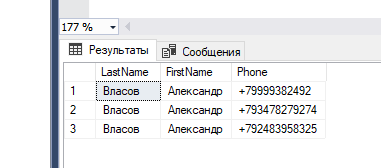 177 %
Результаты Сообщения
LastName FirstName Phone
1 Власов Александр +79999382492
2 Власов Александр +793478279274
3 Власов Александр +792483958325